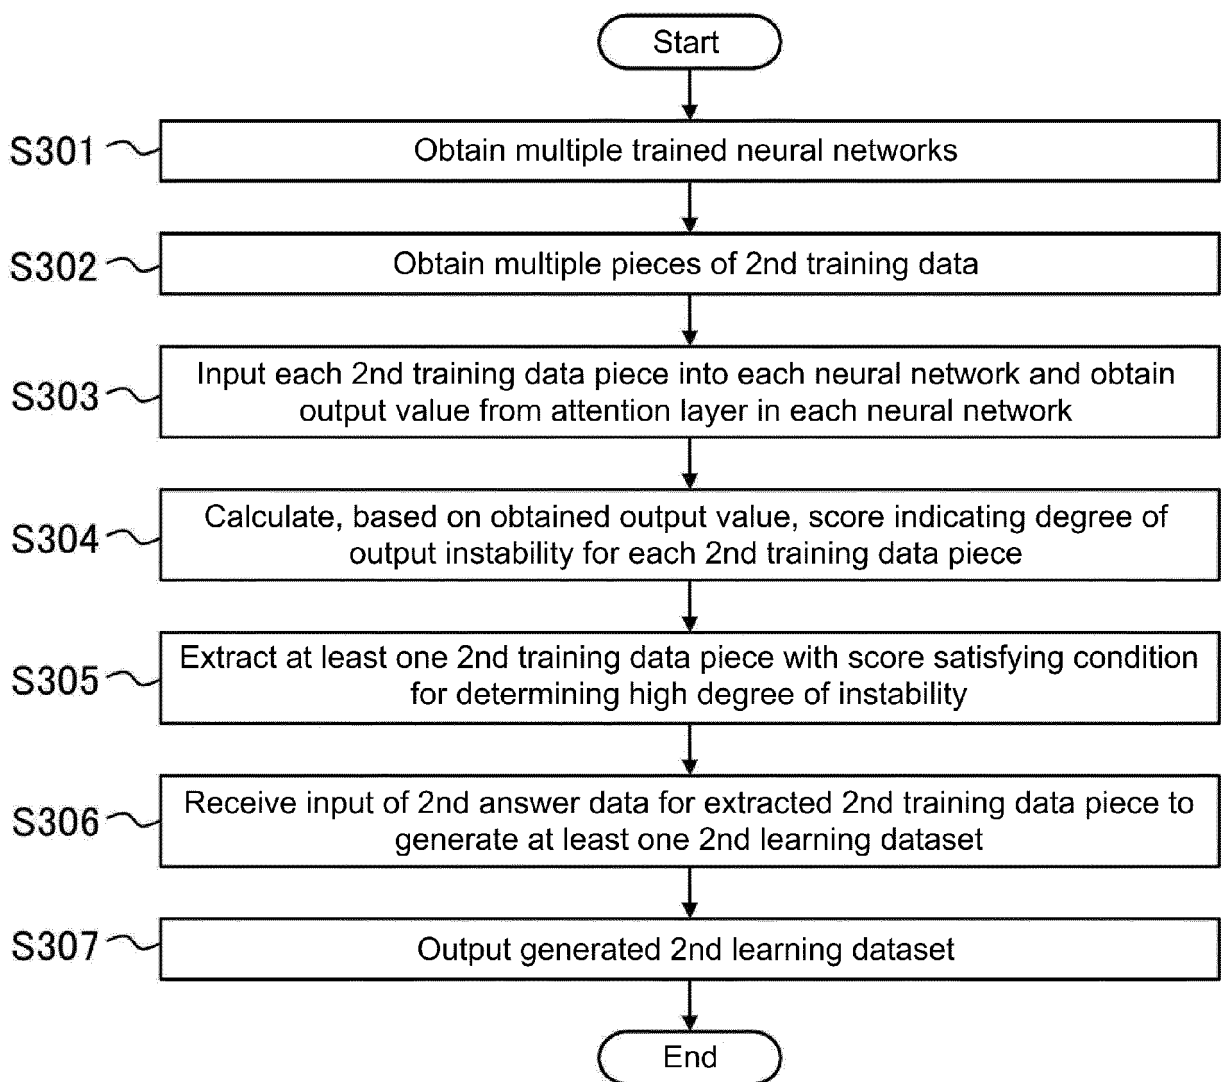 Start
S301
Obtain multiple trained neural networks
S302
Obtain multiple pieces of 2nd training data
S303
Input each 2nd training data piece into each neural network and obtain
output value from attention layer in each neural network
S304
Calculate, based on obtained output value, score indicating degree of
output instability for each 2nd training data piece
S305
Extract at least one 2nd training data piece with score satisfying condition
for determining high degree of instability
S306
Receive input of 2nd answer data for extracted 2nd training data piece to
generate at least one 2nd learning dataset
S307
Output generated 2nd learning dataset
End